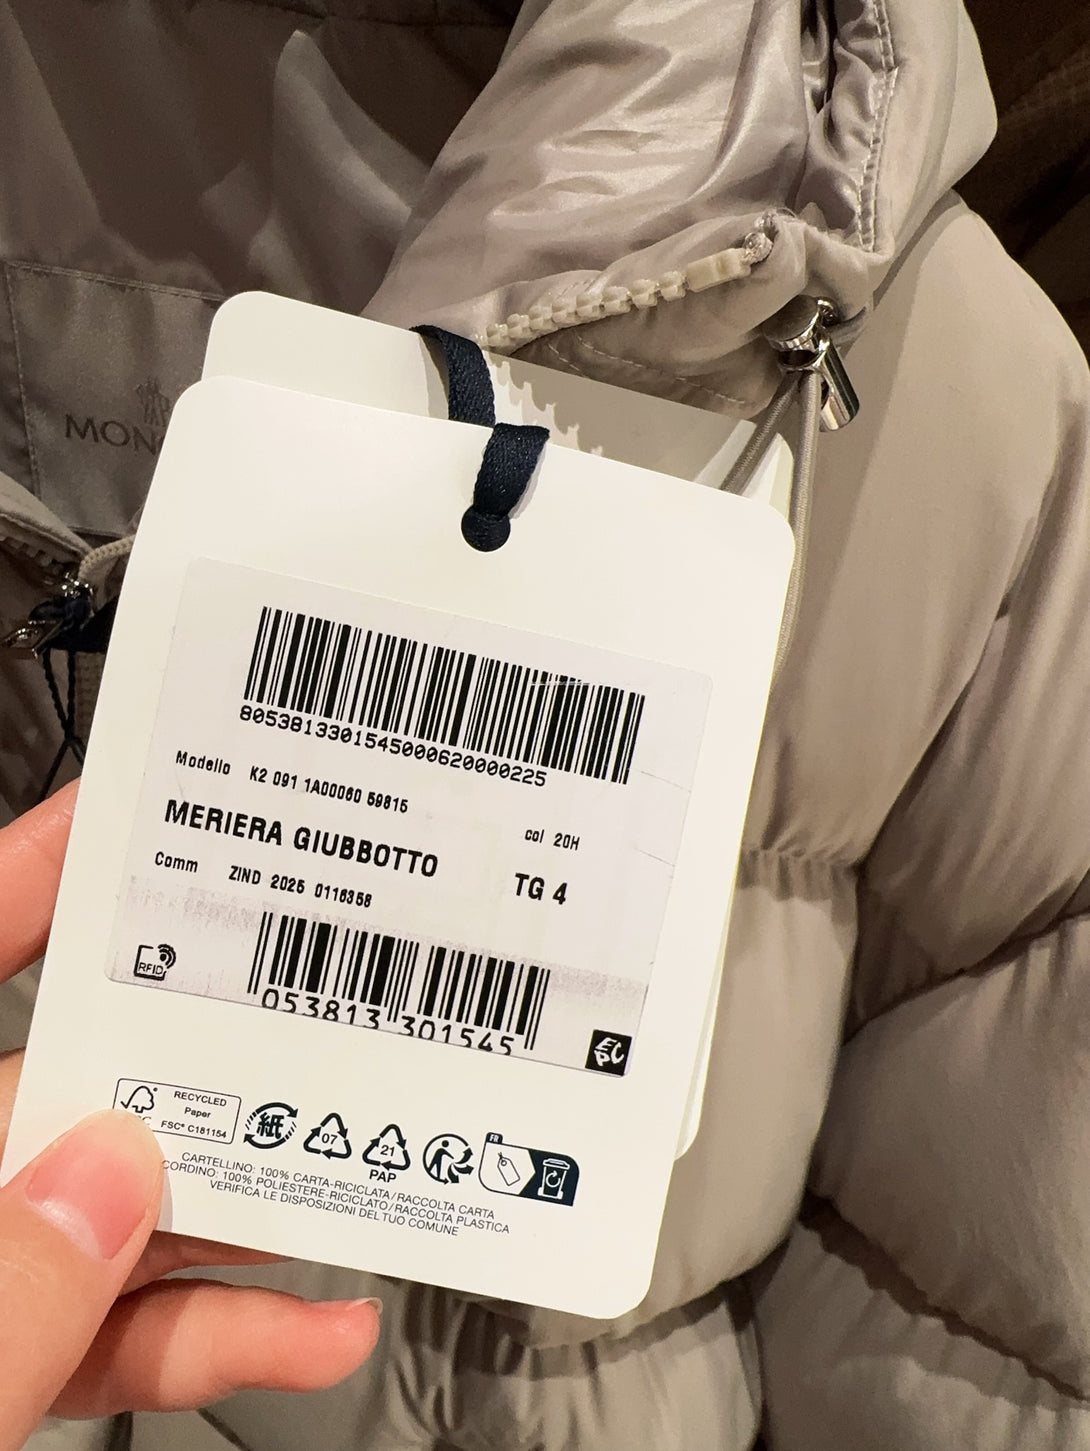 MON
8053813301545000620000225
Modello K2 091 1A00060 59815
col 20H
MERIERA GIUBBOTTO
TG 4
Comm ZIND 2025 0116358
RFID
053813 301545
EPC
RECYCLED
Paper
FSC® C181154
紙
07
21
PAP
FR
CARTELLINO: 100% CARTA-RICICLATA/RACCOLTA CARTA
CORDINO: 100% POLIESTERE-RICICLATO/RACCOLTA PLASTICA
VERIFICA LE DISPOSIZIONI DEL TUO COMUNE